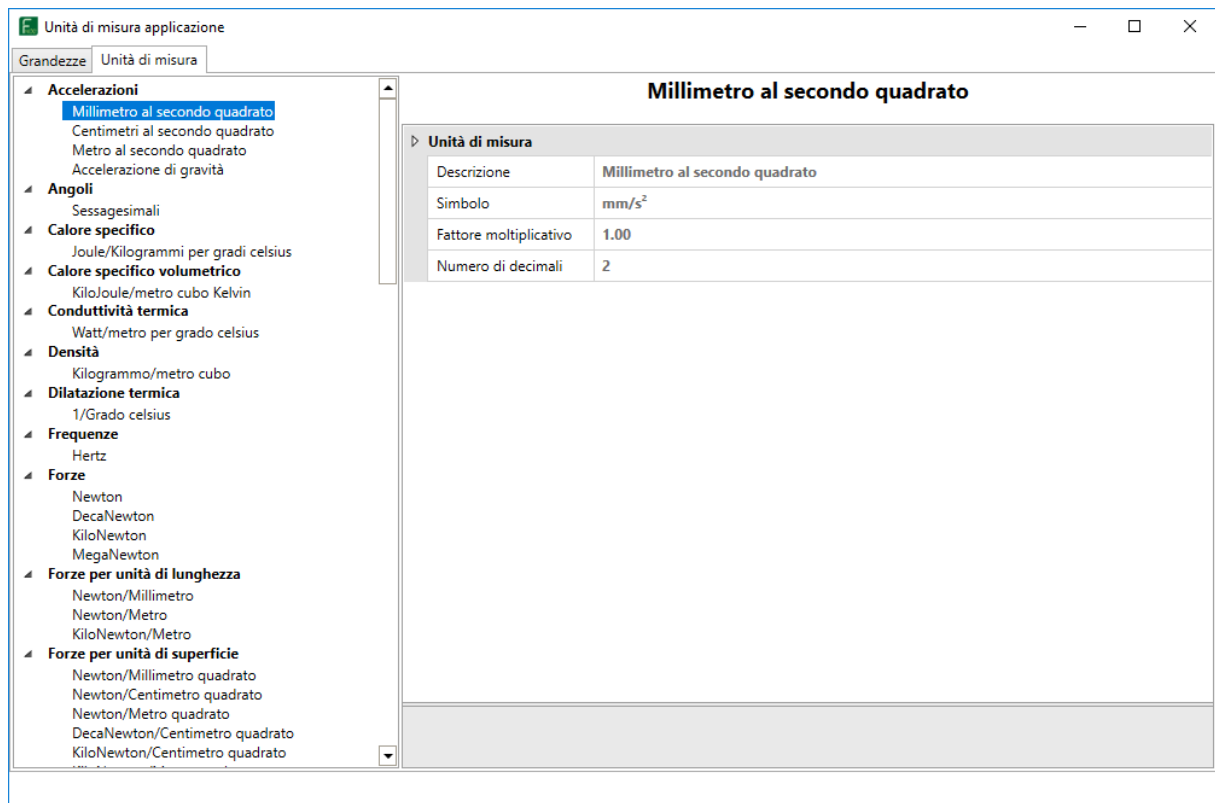 Unità di misura applicazione
Grandezze
Unità di misura
Accelerazioni
Millimetro al secondo quadrato
Centimetri al secondo quadrato
Metro al secondo quadrato
Accelerazione di gravità
Angoli
Sessagesimali
Calore specifico
Joule/Kilogrammi per gradi celsius
Calore specifico volumetrico
KiloJoule/metro cubo Kelvin
Conduttività termica
Watt/metro per grado celsius
Densità
Kilogrammo/metro cubo
Dilatazione termica
1/Grado celsius
Frequenze
Hertz
Forze
Newton
DecaNewton
KiloNewton
MegaNewton
Forze per unità di lunghezza
Newton/Millimetro
Newton/Metro
KiloNewton/Metro
Forze per unità di superficie
Newton/Millimetro quadrato
Newton/Centimetro quadrato
Newton/Metro quadrato
DecaNewton/Centimetro quadrato
KiloNewton/Centimetro quadrato
Millimetro al secondo quadrato
Unità di misura
Descrizione Millimetro al secondo quadrato
Simbolo mm/s²
Fattore moltiplicativo 1.00
Numero di decimali 2